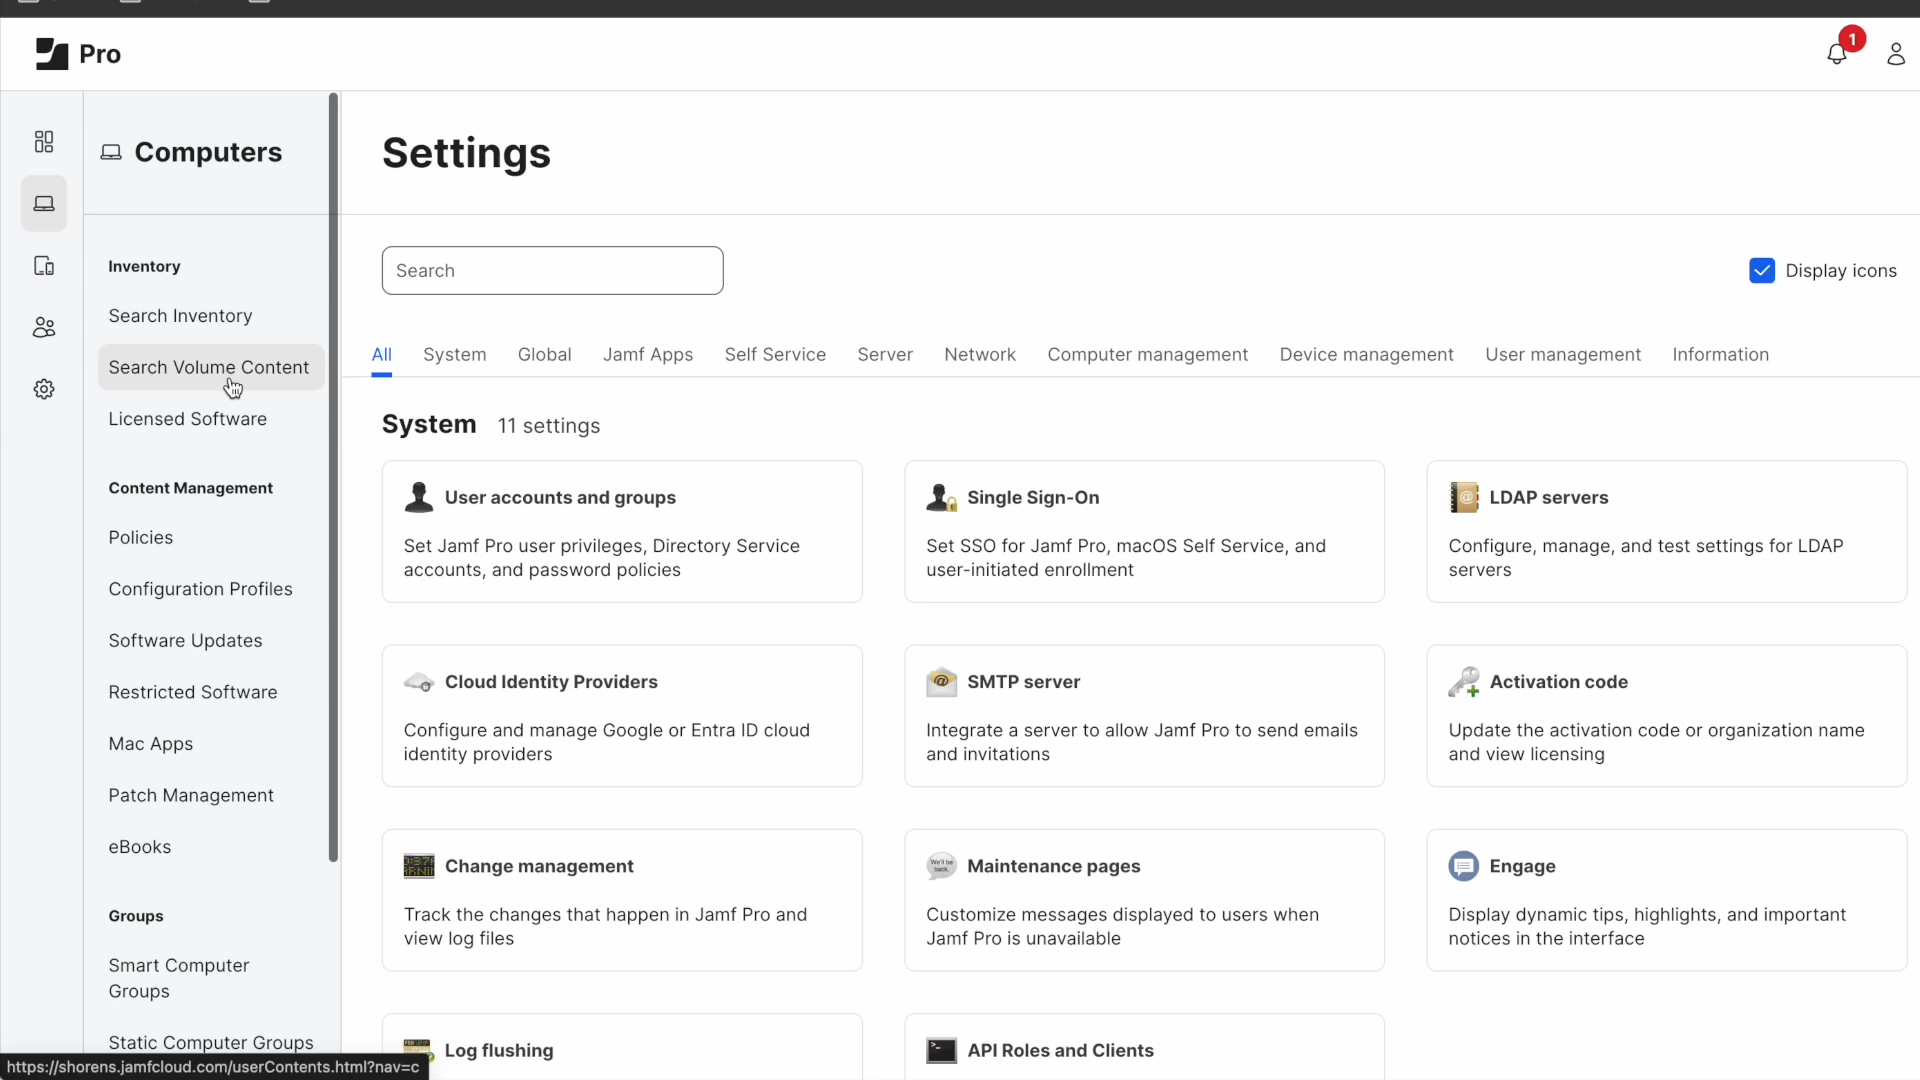 Pro
1
Computers
Settings
Inventory
Search Inventory
Search Volume Content
Licensed Software
Content Management
Policies
Configuration Profiles
Software Updates
Restricted Software
Mac Apps
Patch Management
eBooks
Groups
Smart Computer
Groups
Static Computer Groups
https://shorens.jamfcloud.com/userContents.html?nav=c
Search
Display icons
All System Global Jamf Apps Self Service Server Network Computer management Device management User management Information
System 11 settings
User accounts and groups
Set Jamf Pro user privileges, Directory Service
accounts, and password policies
Single Sign-On
Set SSO for Jamf Pro, macOS Self Service, and
user-initiated enrollment
LDAP servers
Configure, manage, and test settings for LDAP
servers
Cloud Identity Providers
Configure and manage Google or Entra ID cloud
identity providers
SMTP server
Integrate a server to allow Jamf Pro to send emails
and invitations
Activation code
Update the activation code or organization name
and view licensing
Change management
Track the changes that happen in Jamf Pro and
view log files
We'll be
back.
Maintenance pages
Customize messages displayed to users when
Jamf Pro is unavailable
Engage
Display dynamic tips, highlights, and important
notices in the interface
Log flushing
API Roles and Clients